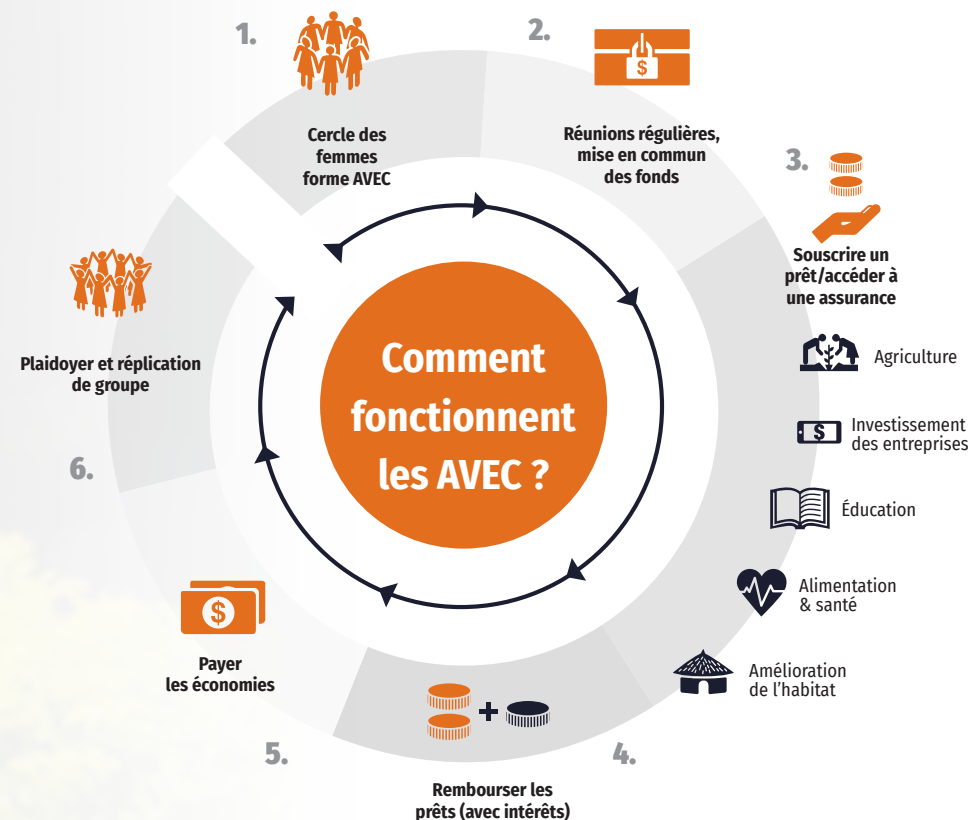 1.
Cercle des
femmes
forme AVEC
2.
$
Réunions régulières,
mise en commun
des fonds
3.
Souscrire un
prêt/accéder à
une assurance
Agriculture
$
Investissement
des entreprises
Éducation
Alimentation
& santé
Amélioration
de l’habitat
4.
+
Rembourser les
prêts (avec intérêts)
5.
$
Payer
les économies
6.
Plaidoyer et réplication
de groupe
Comment
fonctionnent
les AVEC ?